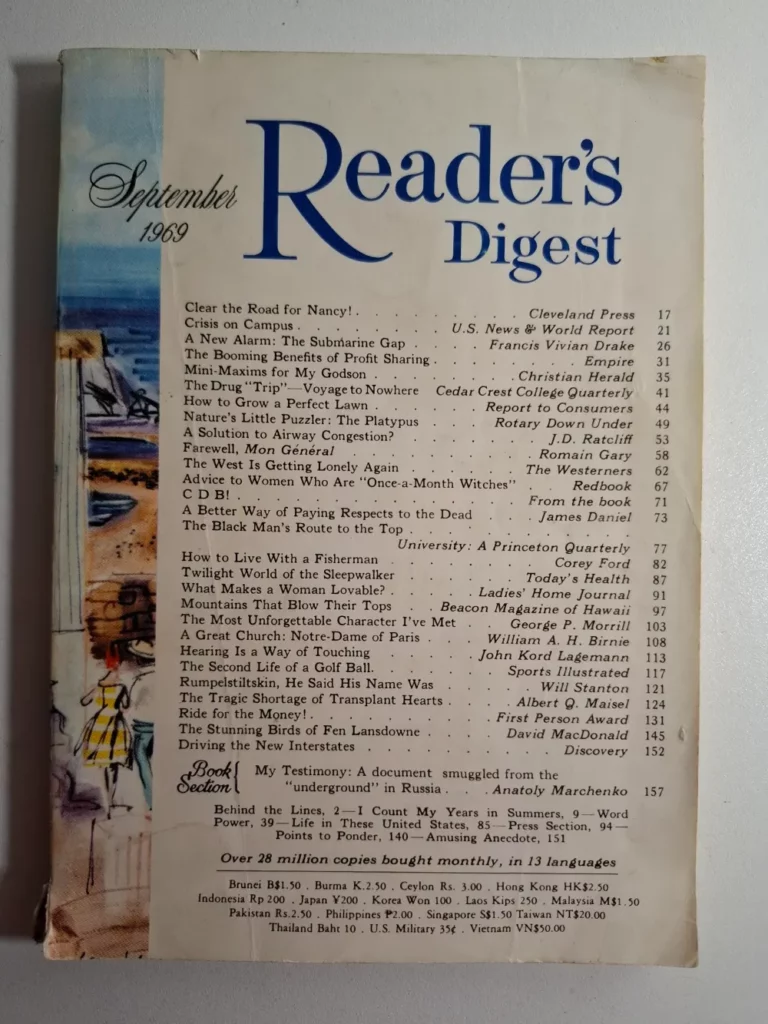 September
1969
Reader's
Digest
Clear the Road for Nancy! . . . . . . . . . Cleveland Press 17
Crisis on Campus . . . . . . . . U.S. News & World Report 21
A New Alarm: The Submarine Gap . . . . Francis Vivian Drake 26
The Booming Benefits of Profit Sharing . . . . . . . . Empire 31
Mini-Maxims for My Godson . . . . . . . . Christian Herald 35
The Drug "Trip"—Voyage to Nowhere Cedar Crest College Quarterly 41
How to Grow a Perfect Lawn . . . . . . Report to Consumers 44
Nature's Little Puzzler: The Platypus . . . Rotary Down Under 49
A Solution to Airway Congestion? . . . . . . . J.D. Ratcliff 53
Farewell, Mon Général . . . . . . . . . . Romain Gary 58
The West Is Getting Lonely Again . . . . . . The Westerners 62
Advice to Women Who Are "Once-a-Month Witches" . . Redbook 67
C D B! . . . . . . . . . . . . . From the book 71
A Better Way of Paying Respects to the Dead . . . James Daniel 73
The Black Man's Route to the Top . . . . . . . . . .
University: A Princeton Quarterly 77
How to Live With a Fisherman . . . . . . . . Corey Ford 82
Twilight World of the Sleepwalker . . . . . . Today's Health 87
What Makes a Woman Lovable? . . . . . Ladies' Home Journal 91
Mountains That Blow Their Tops . . Beacon Magazine of Hawaii 97
The Most Unforgettable Character I've Met . . George P. Morrill 103
A Great Church: Notre-Dame of Paris . . . William A. H. Birnie 108
Hearing Is a Way of Touching . . . . . John Kord Lagemann 113
The Second Life of a Golf Ball. . . . . . . Sports Illustrated 117
Rumpelstiltskin, He Said His Name Was . . . . . Will Stanton 121
The Tragic Shortage of Transplant Hearts . . . . Albert Q. Maisel 124
Ride for the Money! . . . . . . . . . First Person Award 131
The Stunning Birds of Fen Lansdowne . . . . David MacDonald 145
Driving the New Interstates . . . . . . . . . . Discovery 152
Book
Section
My Testimony: A document smuggled from the
"underground" in Russia . . . Anatoly Marchenko 157
Behind the Lines, 2—I Count My Years in Summers, 9—Word
Power, 39—Life in These United States, 85—Press Section, 94—
Points to Ponder, 140—Amusing Anecdote, 151
Over 28 million copies bought monthly, in 13 languages
Brunei B$1.50 . Burma K.2.50 . Ceylon Rs. 3.00 . Hong Kong HK$2.50
Indonesia Rp 200 . Japan ¥200 . Korea Won 100 . Laos Kips 250 . Malaysia M$1.50
Pakistan Rs.2.50 . Philippines ₱2.00 . Singapore S$1.50 Taiwan NT$20.00
Thailand Baht 10 . U.S. Military 35¢ . Vietnam VN$50.00